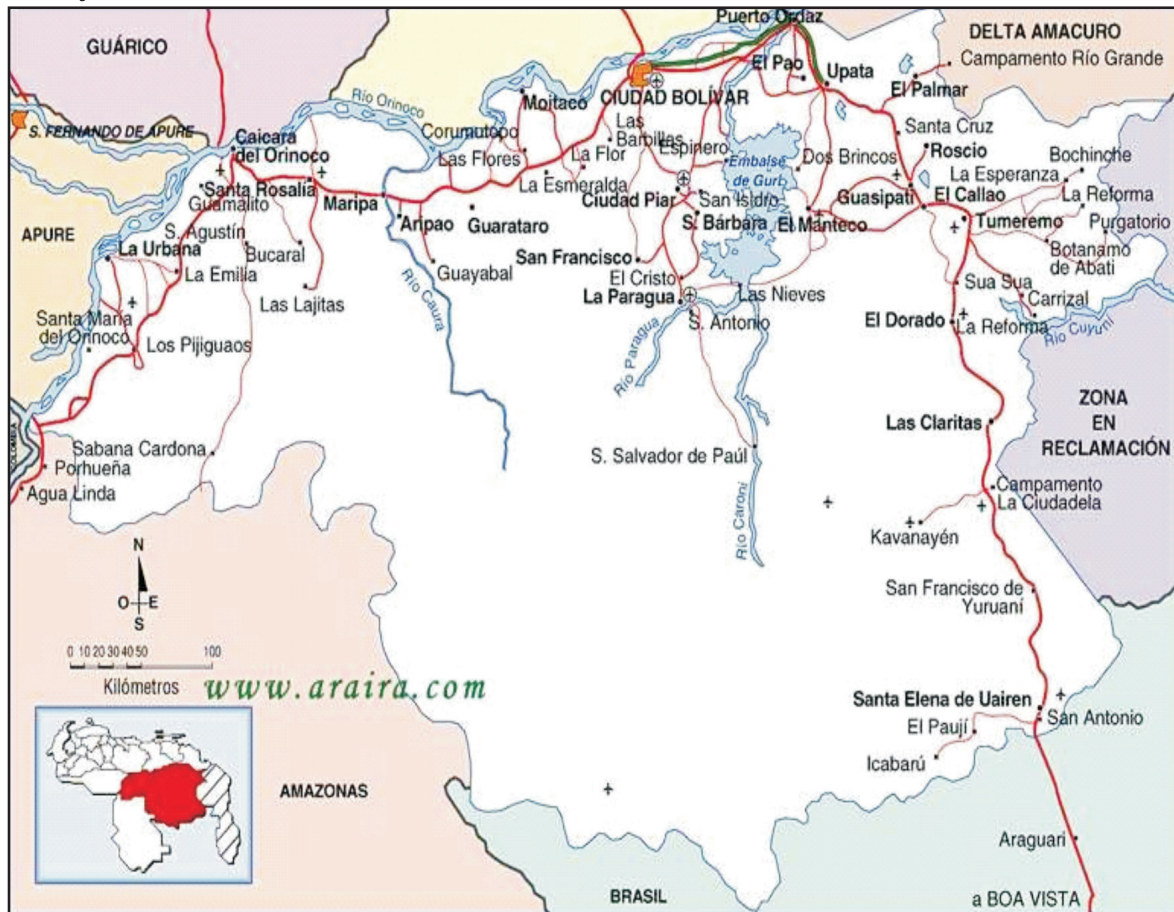 Puerto Ordaz
GUÁRICO
DELTA AMACURO
Campamento Río Grande
El Pao
Upata
El Palmar
Río Orinoco
Moitaco
CIUDAD BOLÍVAR
S. FERNANDO DE APURE
Caicara
del Orinoco
Corumutopo
Las
Barbillas
Espinero
Santa Cruz
Roscio
Las Flores
La Flor
Embalse
de Guri
Dos Brincos
Bochinche
La Esperanza
Santa Rosalía
Guamalito
La Esmeralda
Maripa
Ciudad Piar
San Isidro
Guasipati
El Callao
La Reforma
Aripao
Guarataro
S. Bárbara
El Manteco
Tumeremo
Purgatorio
APURE
S. Agustín
La Urbana
Bucaral
Botanamo
de Abati
La Emilia
Guayabal
San Francisco
El Cristo
Las Lajitas
La Paragua
Las Nieves
Sua Sua
Carrizal
Río Caura
Santa María
del Orinoco
S. Antonio
El Dorado
La Reforma
Río Cuyuni
Los Pijiguaos
Río Paragua
ZONA
EN
RECLAMACIÓN
Las Claritas
COLOMBIA
Sabana Cardona
Porhueña
S. Salvador de Paúl
Agua Linda
Campamento
La Ciudadela
Río Caroní
Kavanayén
N
O E
S
San Francisco de
Yuruaní
0 10 20 30 40 50 100
Kilómetros
www.araira.com
Santa Elena de Uairen
San Antonio
El Paují
Icabarú
AMAZONAS
Araguari
BRASIL
a BOA VISTA